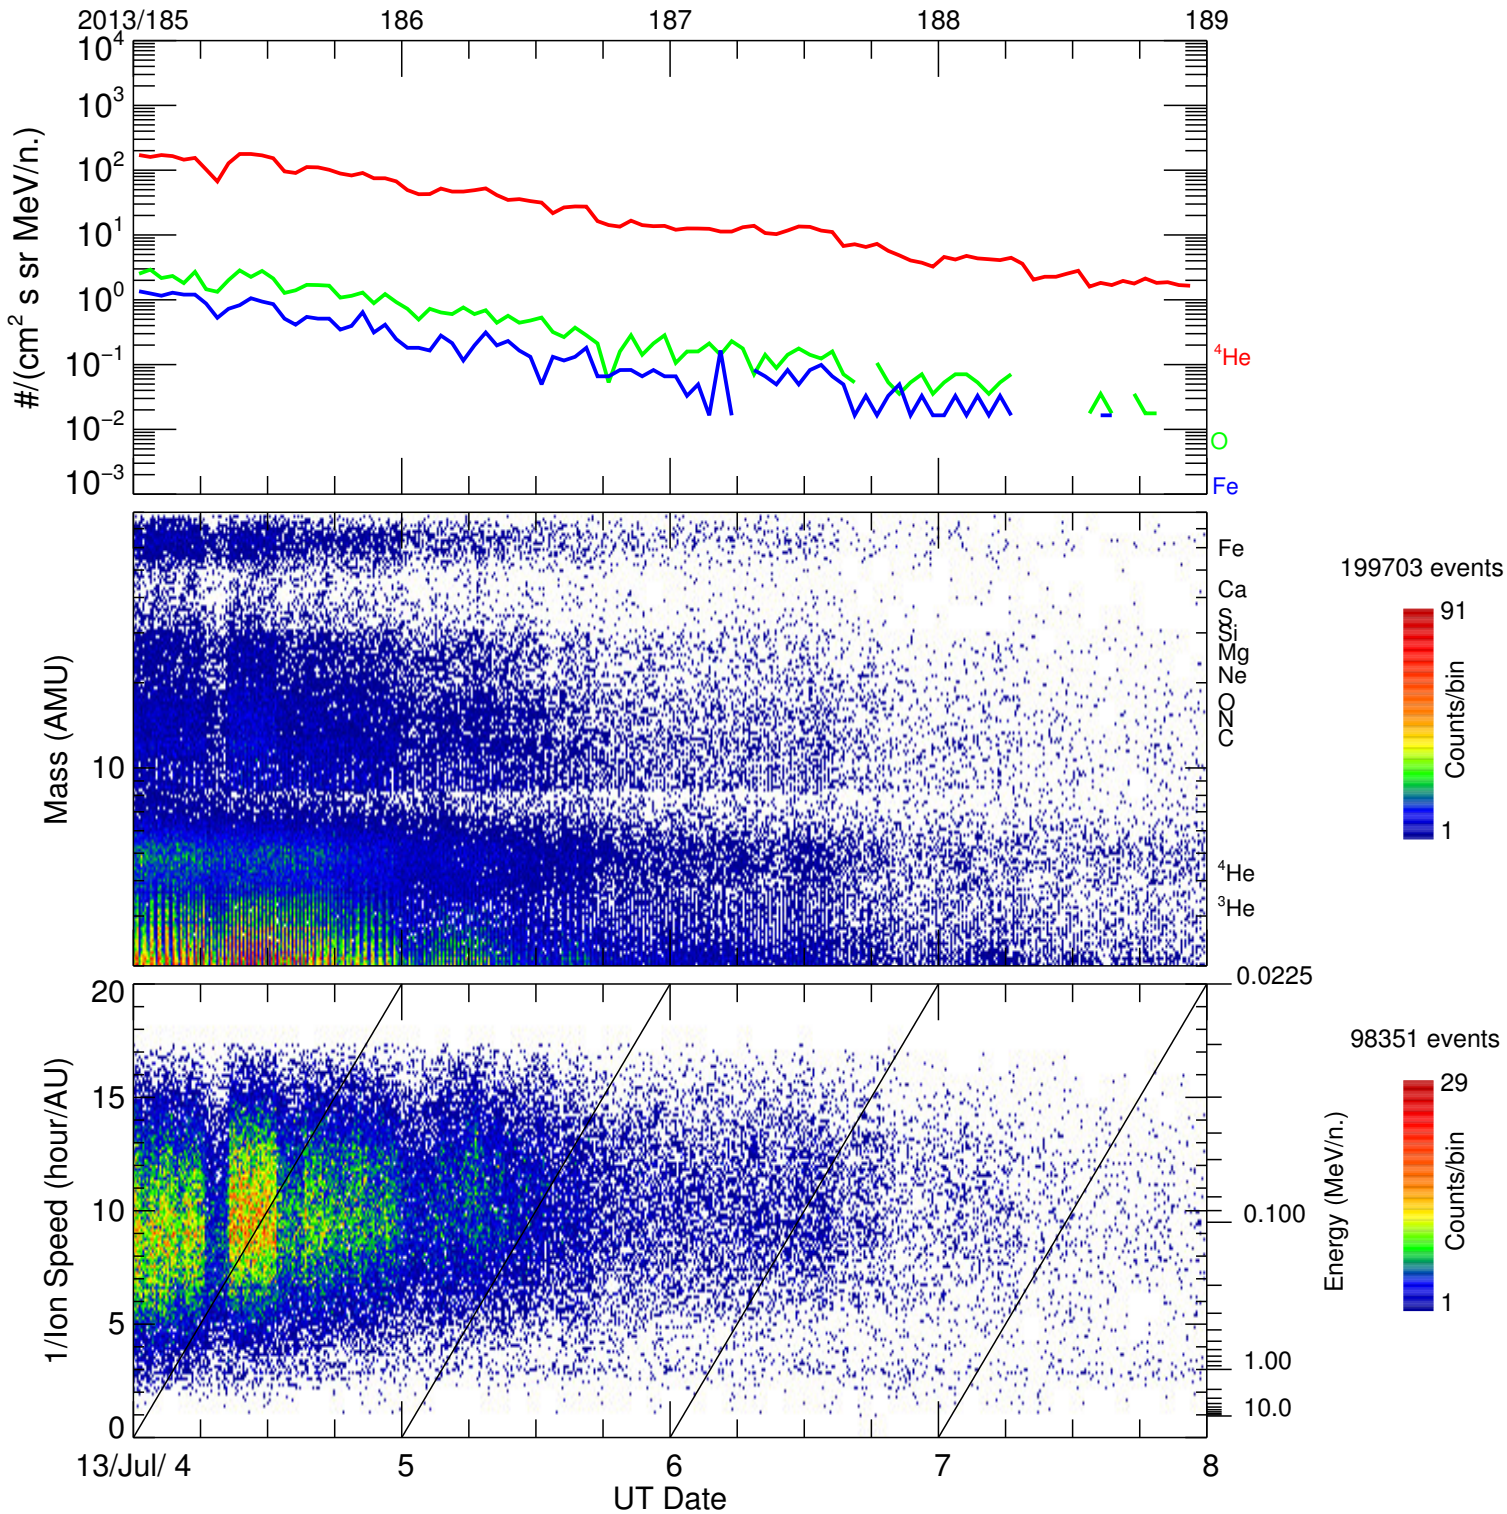 2013/185 186 187 188 189
10^4
10^3
10^2
10^1
10^0
10^−1
10^−2
10^−3
#/(cm^2 s sr MeV/n.)
^4He
O
Fe
Mass (AMU)
10
Fe
Ca
S
Si
Mg
Ne
O
N
C
^4He
^3He
199703 events
91
Counts/bin
1
1/Ion Speed (hour/AU)
20
15
10
5
0
0.0225
0.100
1.00
10.0
Energy (MeV/n.)
98351 events
29
Counts/bin
1
13/Jul/ 4 5 6 7 8
UT Date